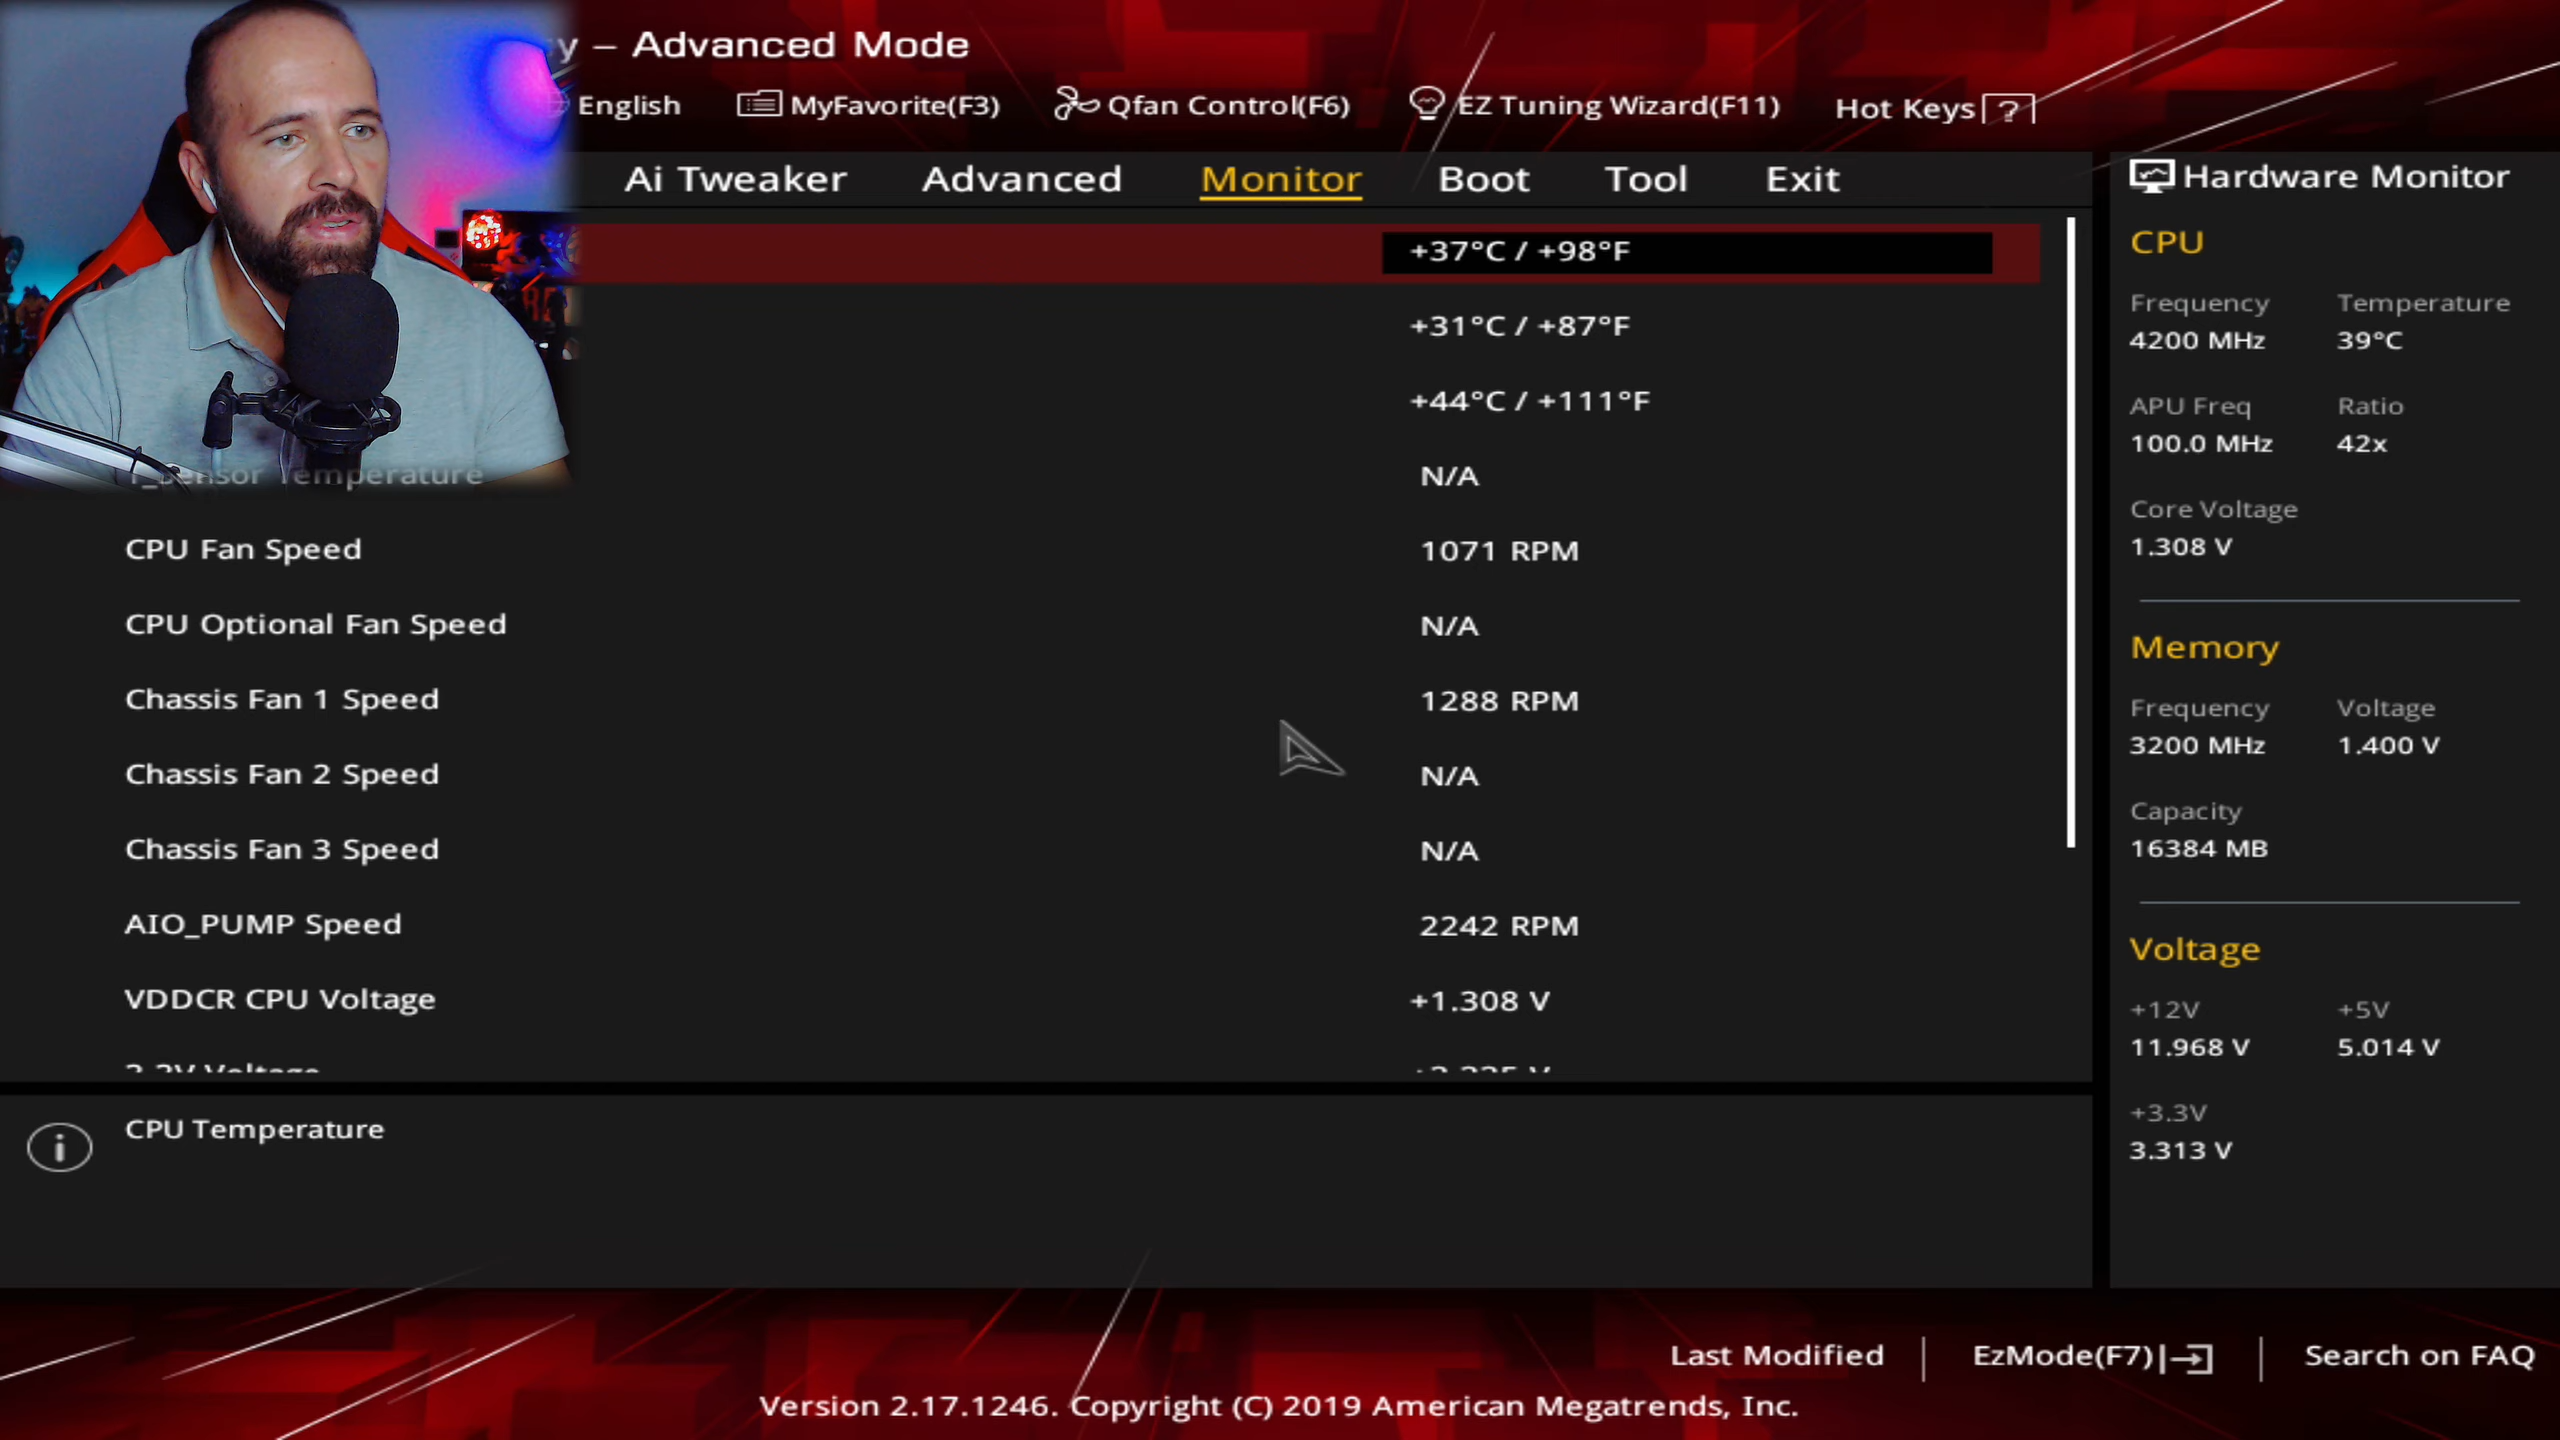 – Advanced Mode
English MyFavorite(F3) Qfan Control(F6) EZ Tuning Wizard(F11) Hot Keys ?
Ai Tweaker Advanced Monitor Boot Tool Exit
+37°C / +98°F
+31°C / +87°F
+44°C / +111°F
T_Sensor Temperature N/A
CPU Fan Speed 1071 RPM
CPU Optional Fan Speed N/A
Chassis Fan 1 Speed 1288 RPM
Chassis Fan 2 Speed N/A
Chassis Fan 3 Speed N/A
AIO_PUMP Speed 2242 RPM
VDDCR CPU Voltage +1.308 V
3.3V Voltage
CPU Temperature
Hardware Monitor
CPU
Frequency Temperature
4200 MHz 39°C
APU Freq Ratio
100.0 MHz 42x
Core Voltage
1.308 V
Memory
Frequency Voltage
3200 MHz 1.400 V
Capacity
16384 MB
Voltage
+12V +5V
11.968 V 5.014 V
+3.3V
3.313 V
Last Modified EzMode(F7) Search on FAQ
Version 2.17.1246. Copyright (C) 2019 American Megatrends, Inc.